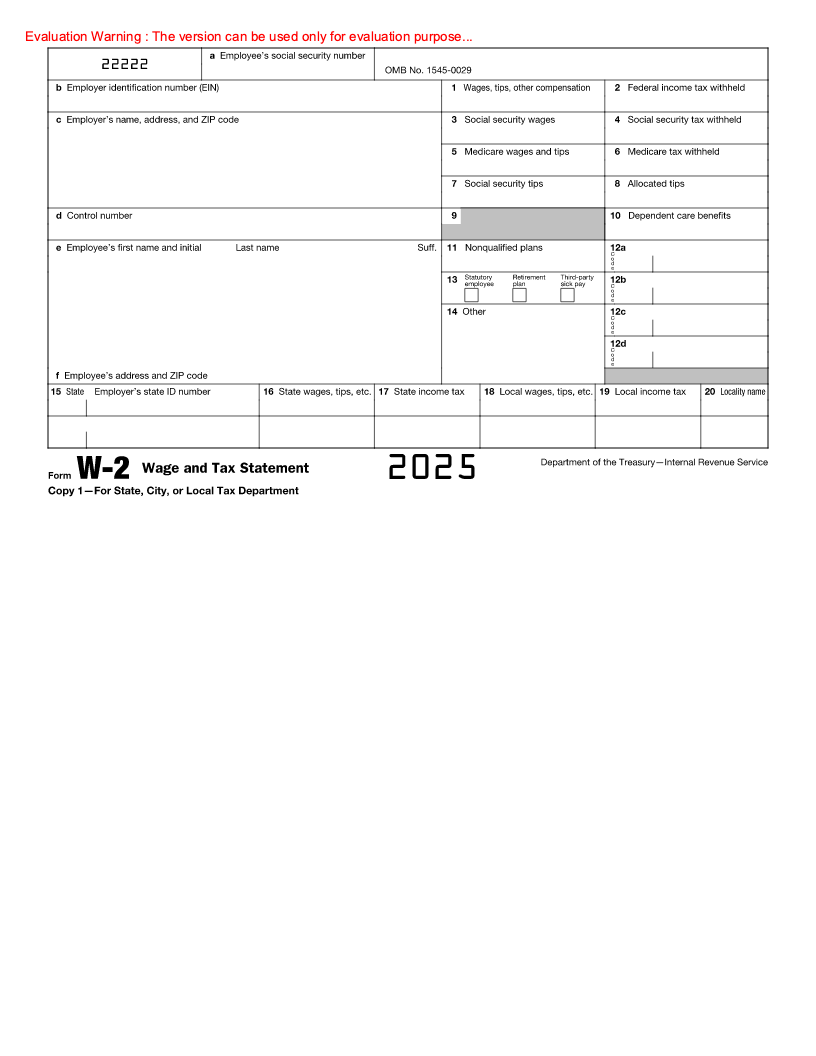 Evaluation Warning : The version can be used only for evaluation purpose...
22222
a Employee's social security number
OMB No. 1545-0029
b Employer identification number (EIN)
1 Wages, tips, other compensation
2 Federal income tax withheld
c Employer's name, address, and ZIP code
3 Social security wages
4 Social security tax withheld
5 Medicare wages and tips
6 Medicare tax withheld
7 Social security tips
8 Allocated tips
d Control number
9
10 Dependent care benefits
e Employee's first name and initial
Last name
Suff.
11 Nonqualified plans
12a
Code
13
Statutory
employee
Retirement
plan
Third-party
sick pay
12b
Code
14 Other
12c
Code
12d
Code
f Employee's address and ZIP code
15 State
Employer's state ID number
16 State wages, tips, etc.
17 State income tax
18 Local wages, tips, etc.
19 Local income tax
20 Locality name
Form W-2 Wage and Tax Statement
2025
Department of the Treasury—Internal Revenue Service
Copy 1—For State, City, or Local Tax Department